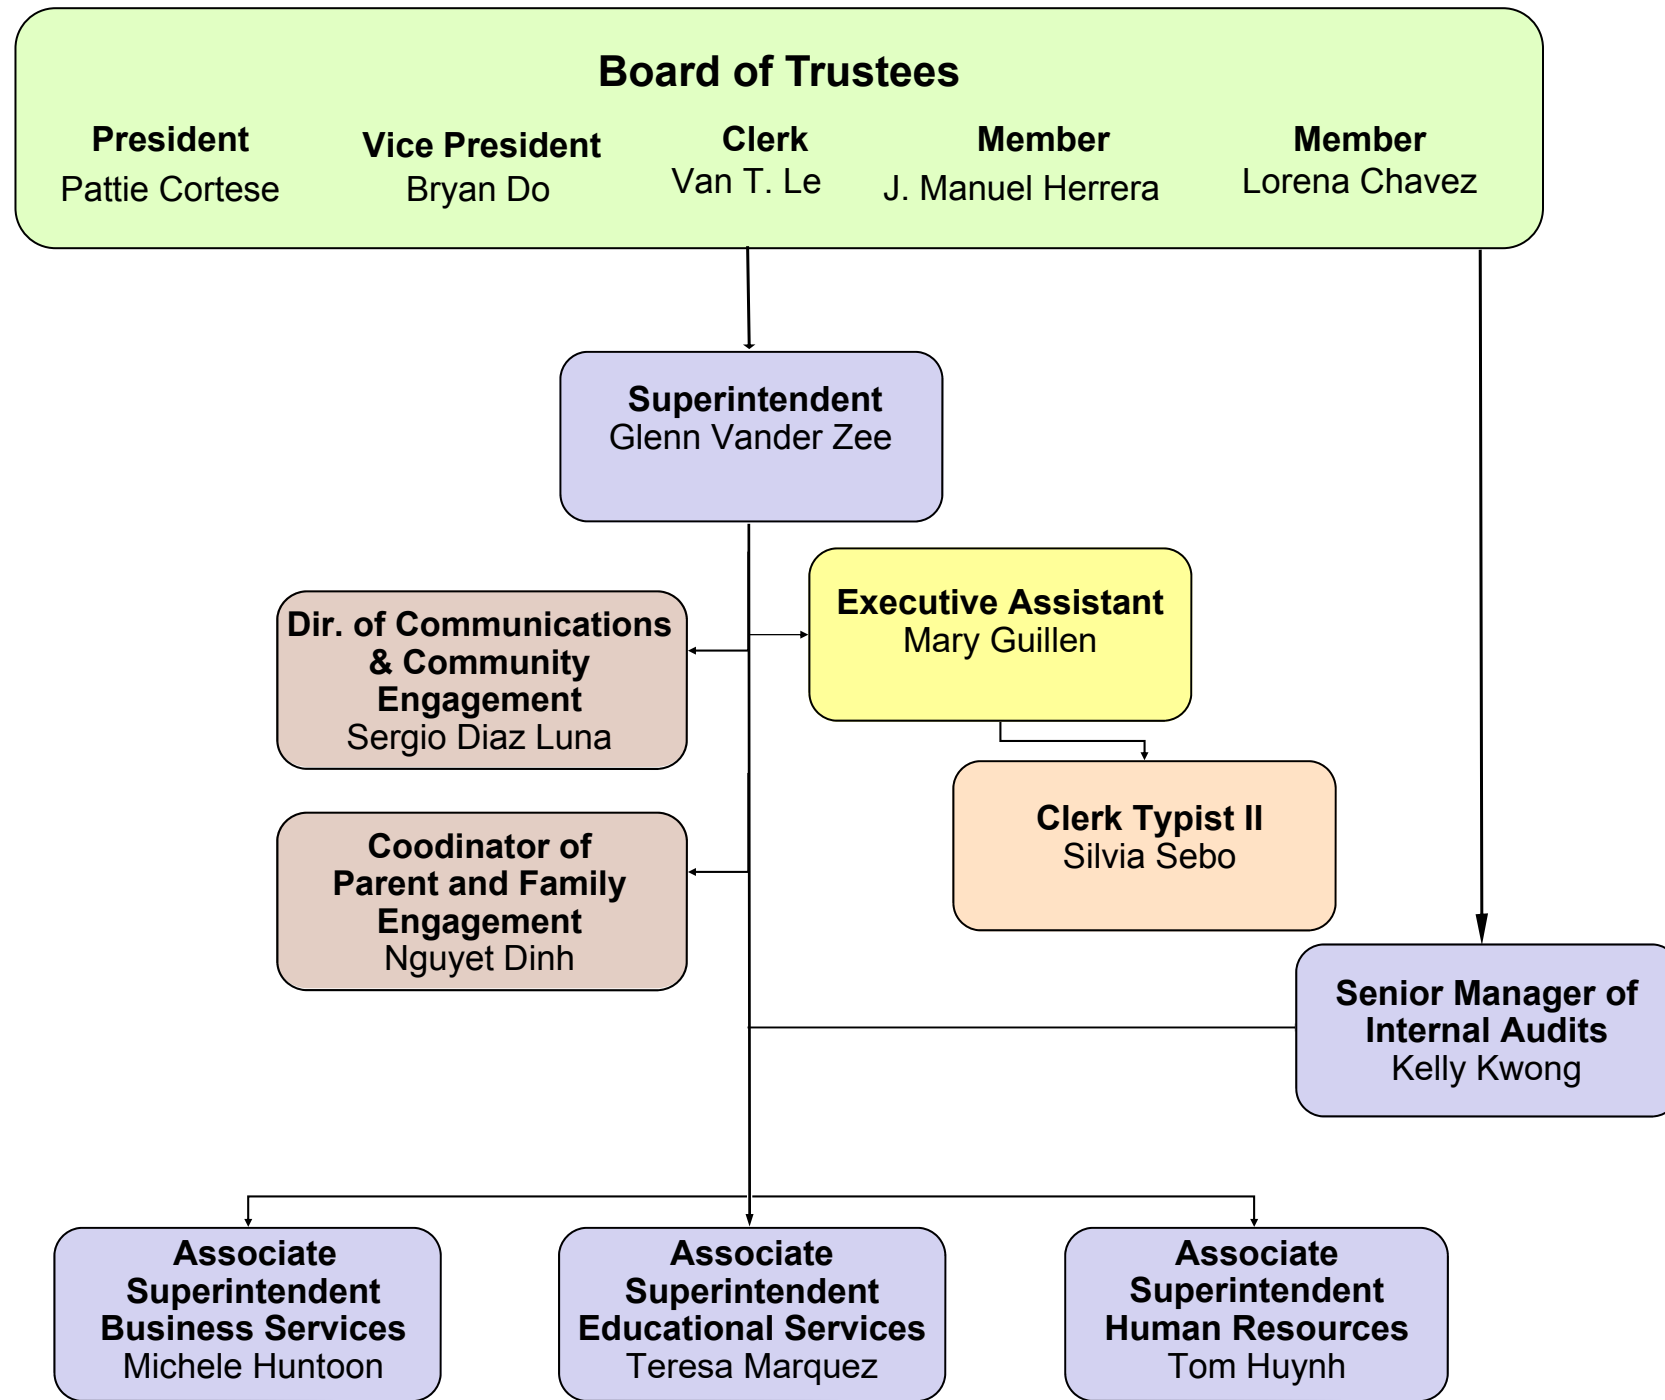 Board of Trustees
President
Pattie Cortese
Vice President
Bryan Do
Clerk
Van T. Le
Member
J. Manuel Herrera
Member
Lorena Chavez
Superintendent
Glenn Vander Zee
Executive Assistant
Mary Guillen
Dir. of Communications
& Community
Engagement
Sergio Diaz Luna
Clerk Typist II
Silvia Sebo
Coodinator of
Parent and Family
Engagement
Nguyet Dinh
Senior Manager of
Internal Audits
Kelly Kwong
Associate
Superintendent
Business Services
Michele Huntoon
Associate
Superintendent
Educational Services
Teresa Marquez
Associate
Superintendent
Human Resources
Tom Huynh